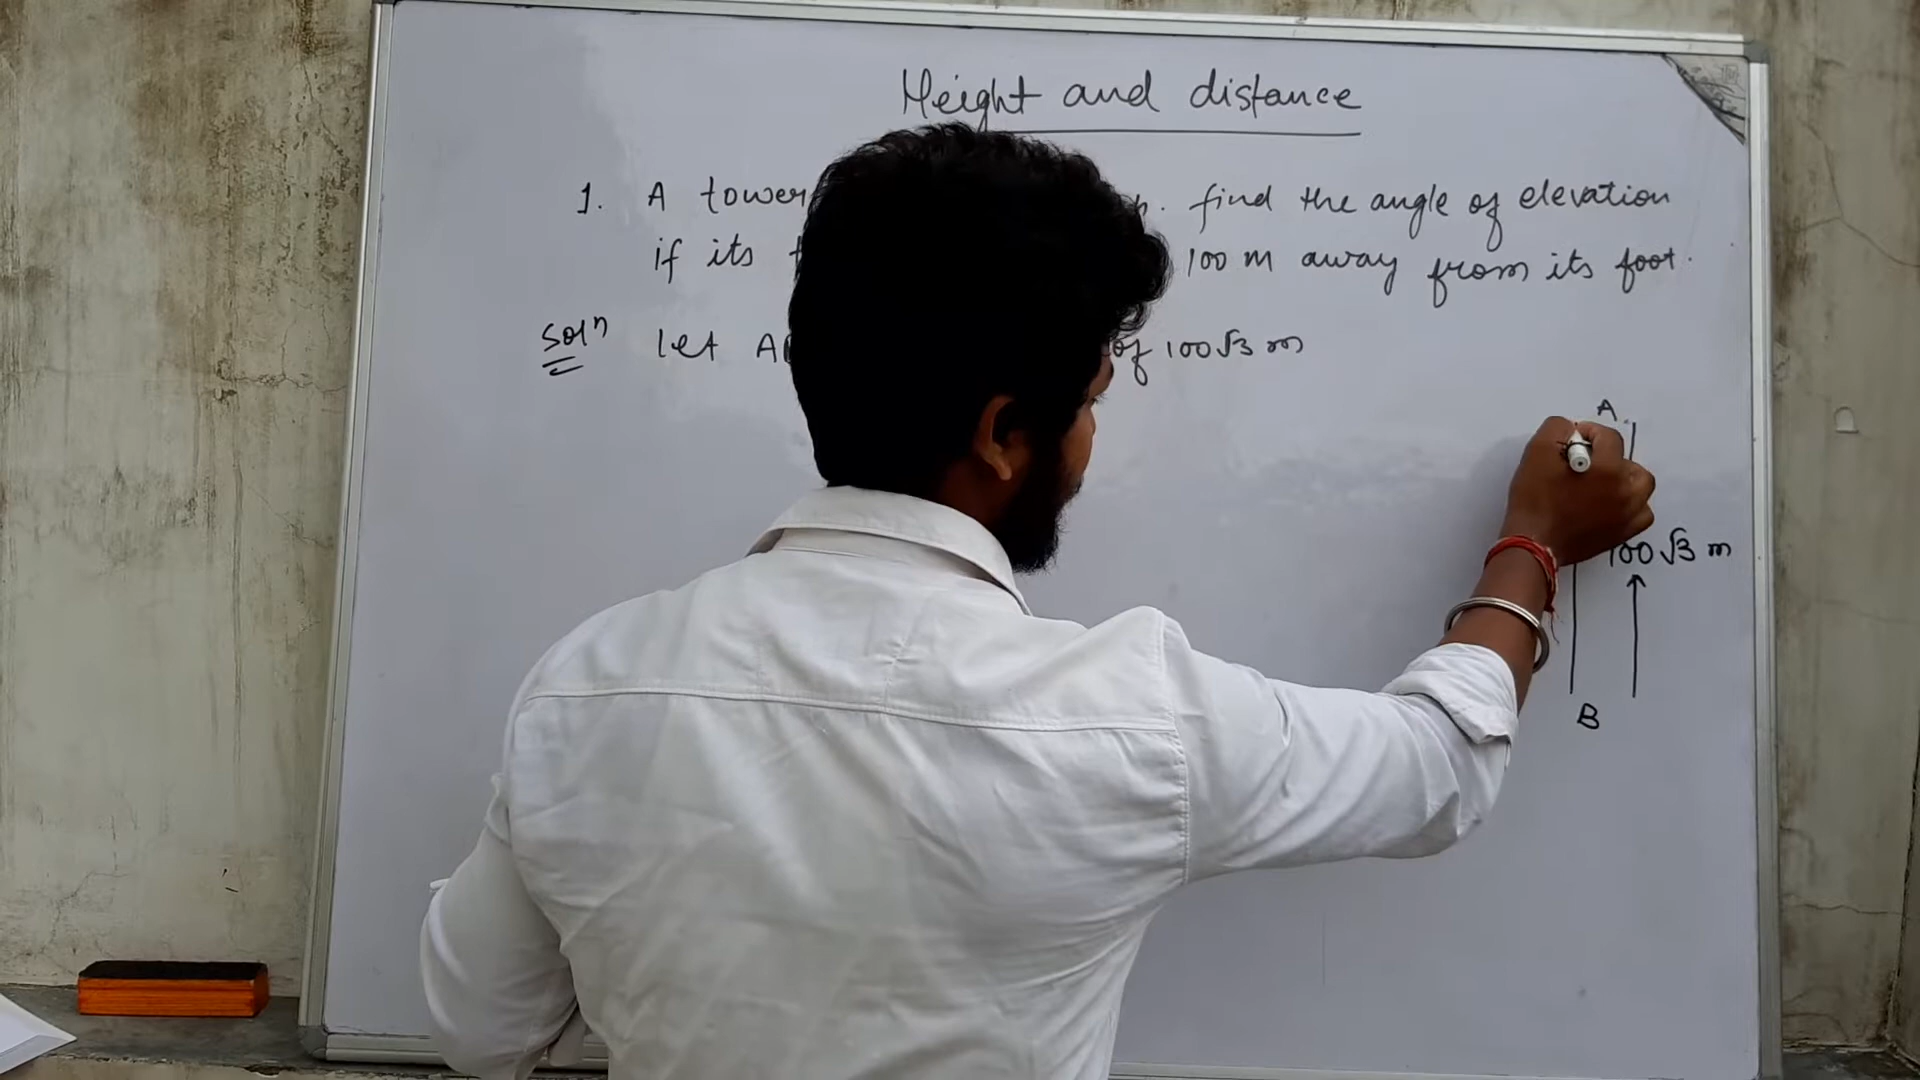 Height and distance
1. A tower find the angle of elevation
if its 100 m away from its foot.
Solⁿ let of 100√3 m
A
100√3 m
B